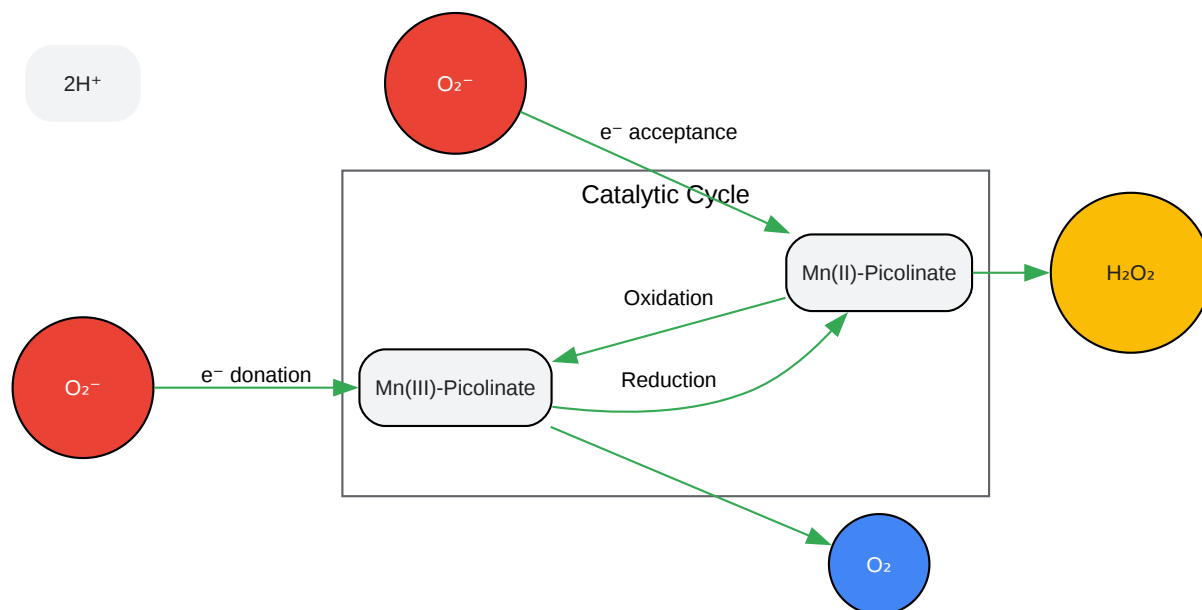 2H⁺
O₂⁻
e⁻ acceptance
Catalytic Cycle
Mn(II)-Picolinate
H₂O₂
Oxidation
O₂⁻
e⁻ donation
Mn(III)-Picolinate
Reduction
O₂